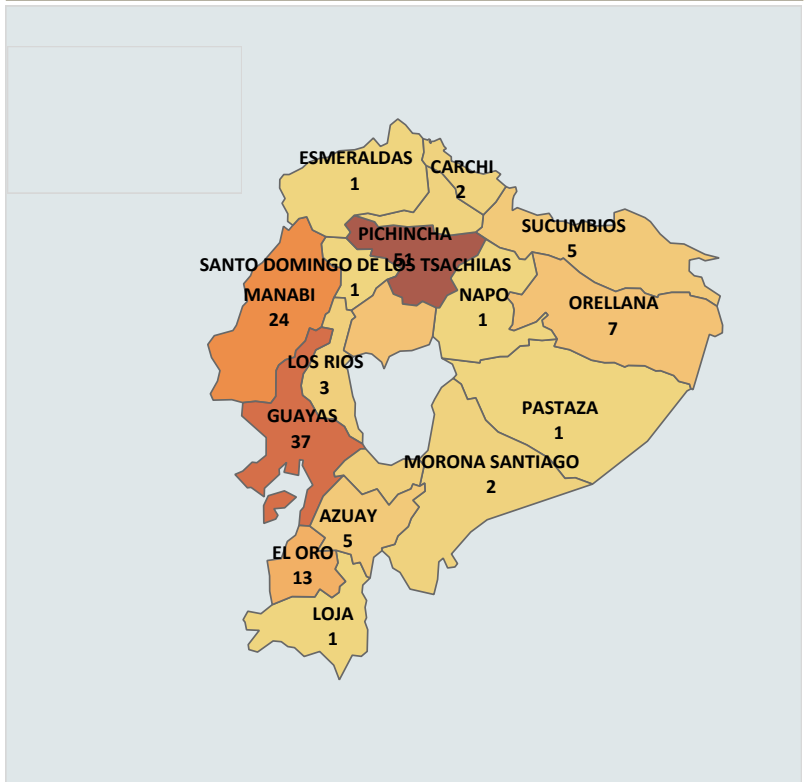 ESMERALDAS
1
CARCHI
2
PICHINCHA
51
SUCUMBIOS
5
SANTO DOMINGO DE LOS TSACHILAS
1
MANABI
24
NAPO
1
ORELLANA
7
LOS RIOS
3
GUAYAS
37
PASTAZA
1
MORONA SANTIAGO
2
AZUAY
5
EL ORO
13
LOJA
1